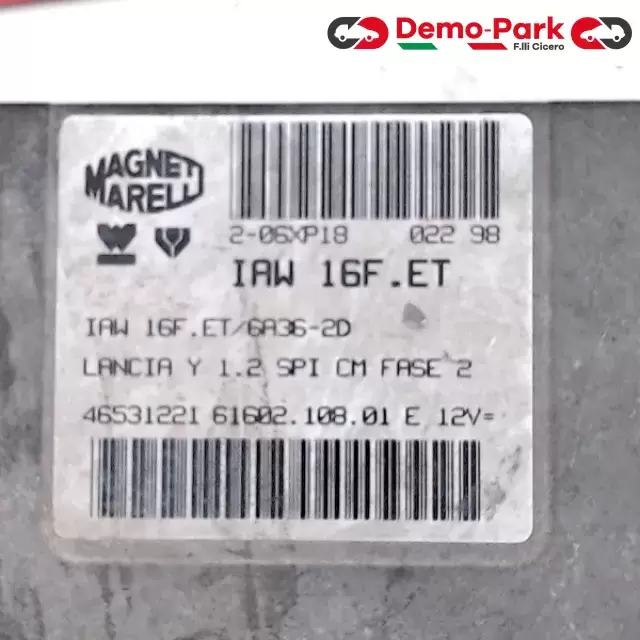 Demo-Park
F.lli Cicero
MAGNETI
MARELLI
2-06XP18 022 98
IAW 16F.ET
IAW 16F.ET/6A36-2D
LANCIA Y 1.2 SPI CM FASE 2
46531221 61602.108.01 E 12V=